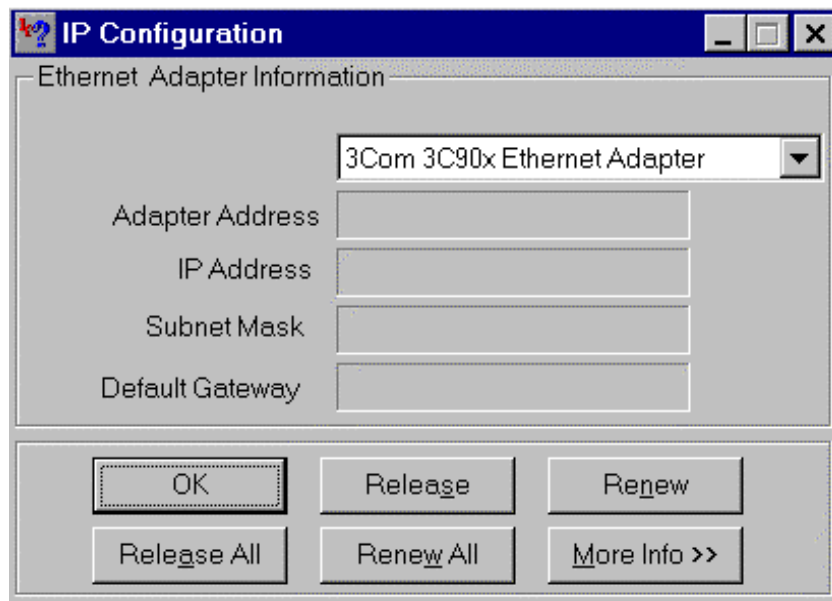 IP Configuration
Ethernet Adapter Information
3Com 3C90x Ethernet Adapter
Adapter Address
IP Address
Subnet Mask
Default Gateway
OK
Release
Renew
Release All
Renew All
More Info >>